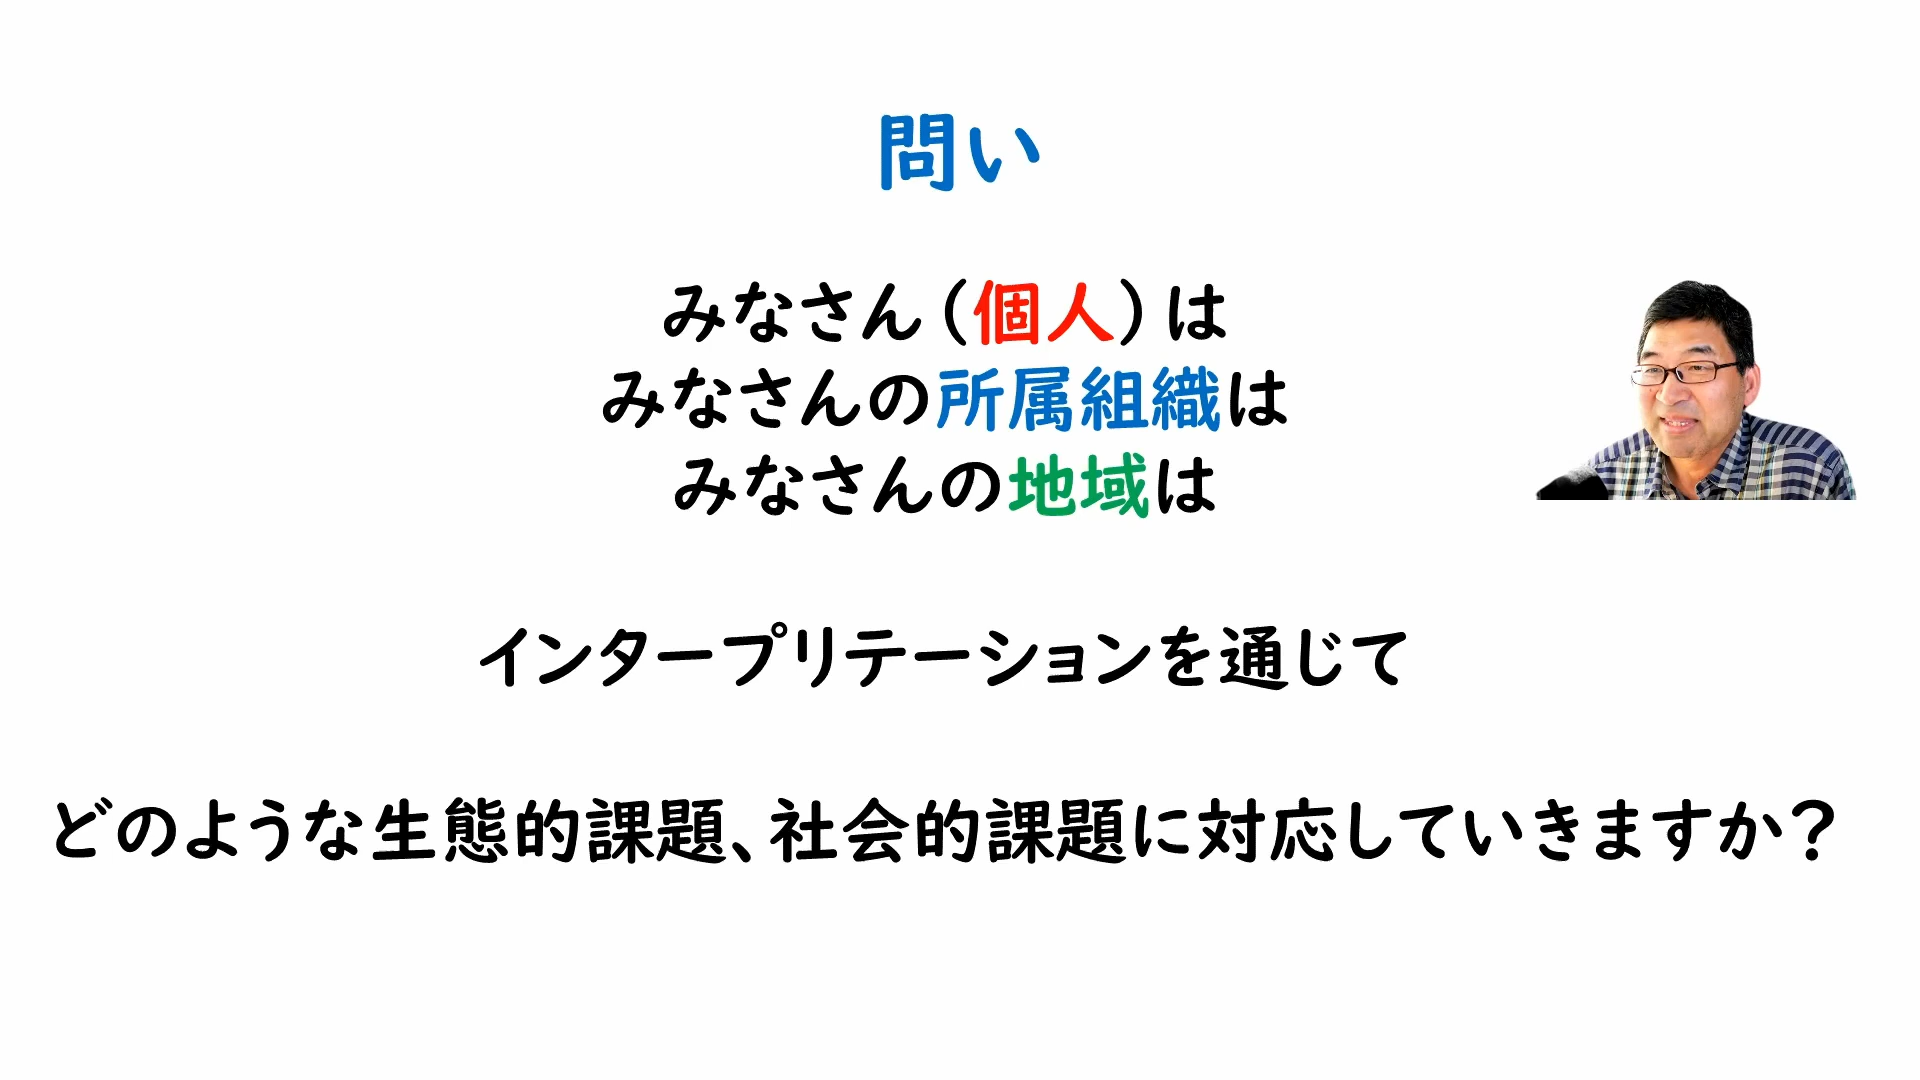 問い
みなさん（個人）は
みなさんの所属組織は
みなさんの地域は
インタープリテーションを通じて
どのような生態的課題、社会的課題に対応していきますか？